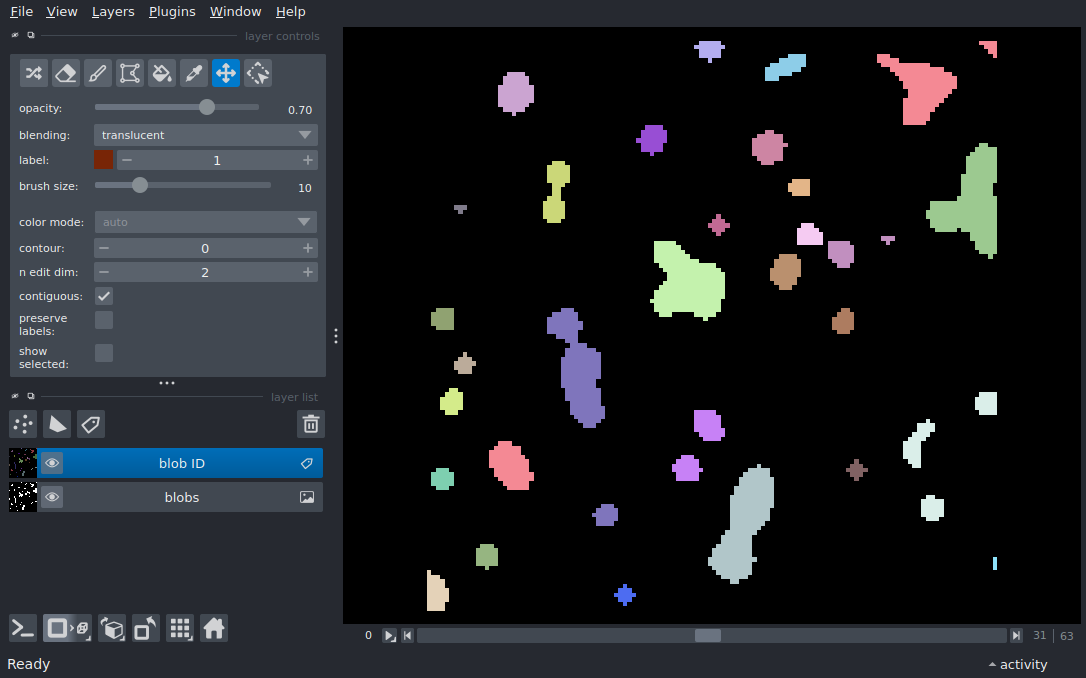 File View Layers Plugins Window Help
layer controls
opacity: 0.70
blending: translucent
label: 1
brush size: 10
color mode: auto
contour: 0
n edit dim: 2
contiguous:
preserve
labels:
show
selected:
layer list
blob ID
blobs
0 31 | 63
Ready activity